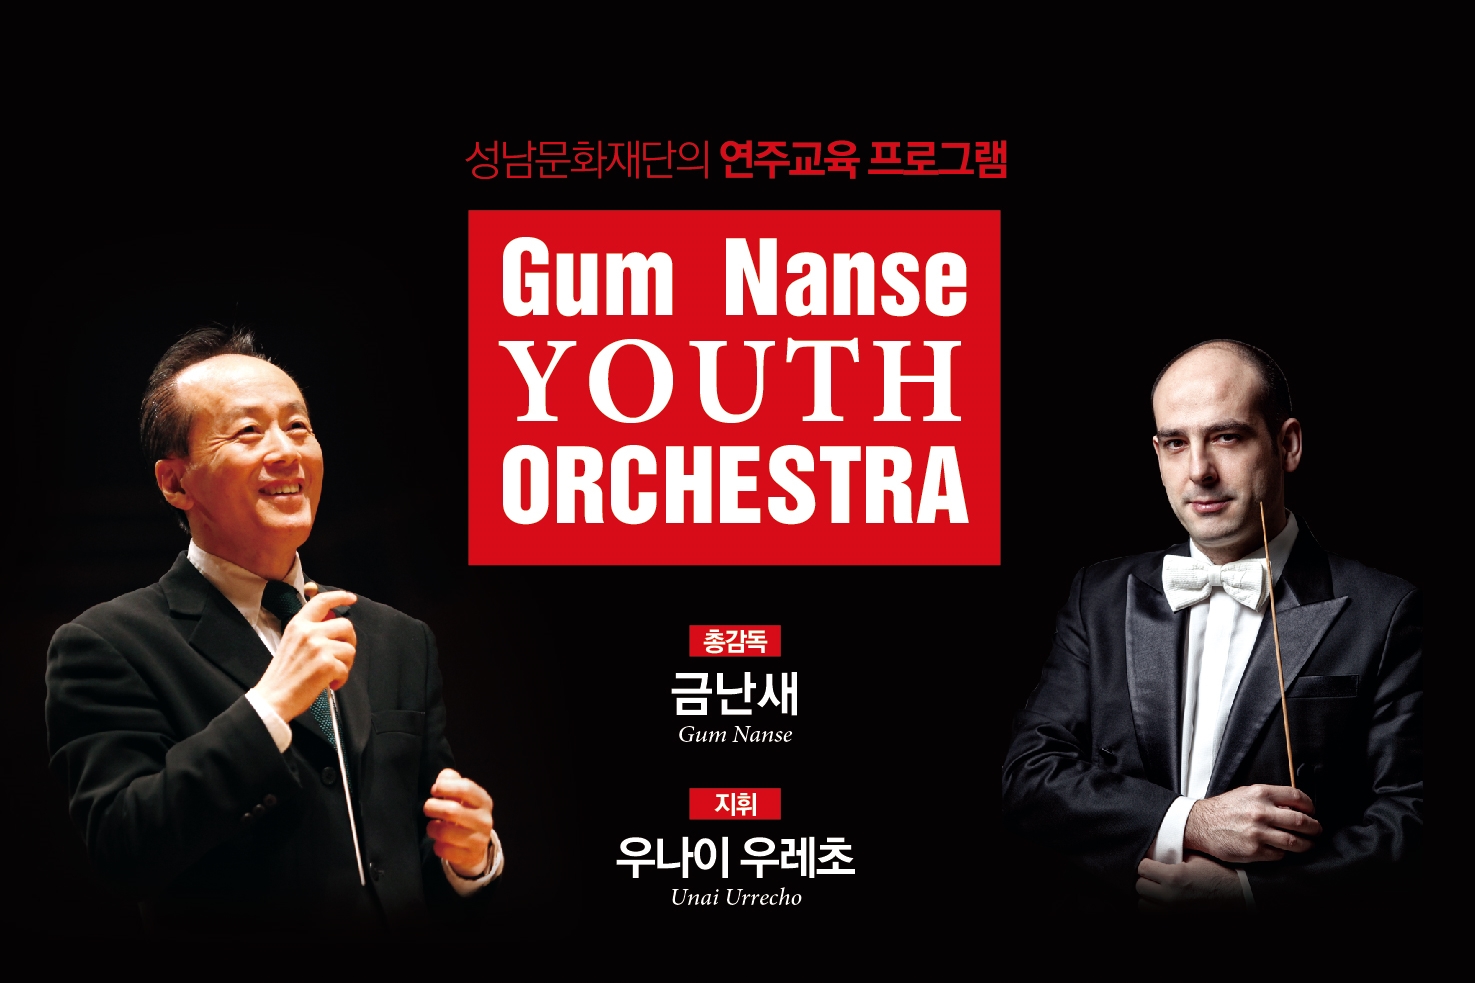 성남문화재단의 연주교육 프로그램
Gum Nanse
YOUTH
ORCHESTRA
총감독
금난새
Gum Nanse
지휘
우나이 우레초
Unai Urrecho